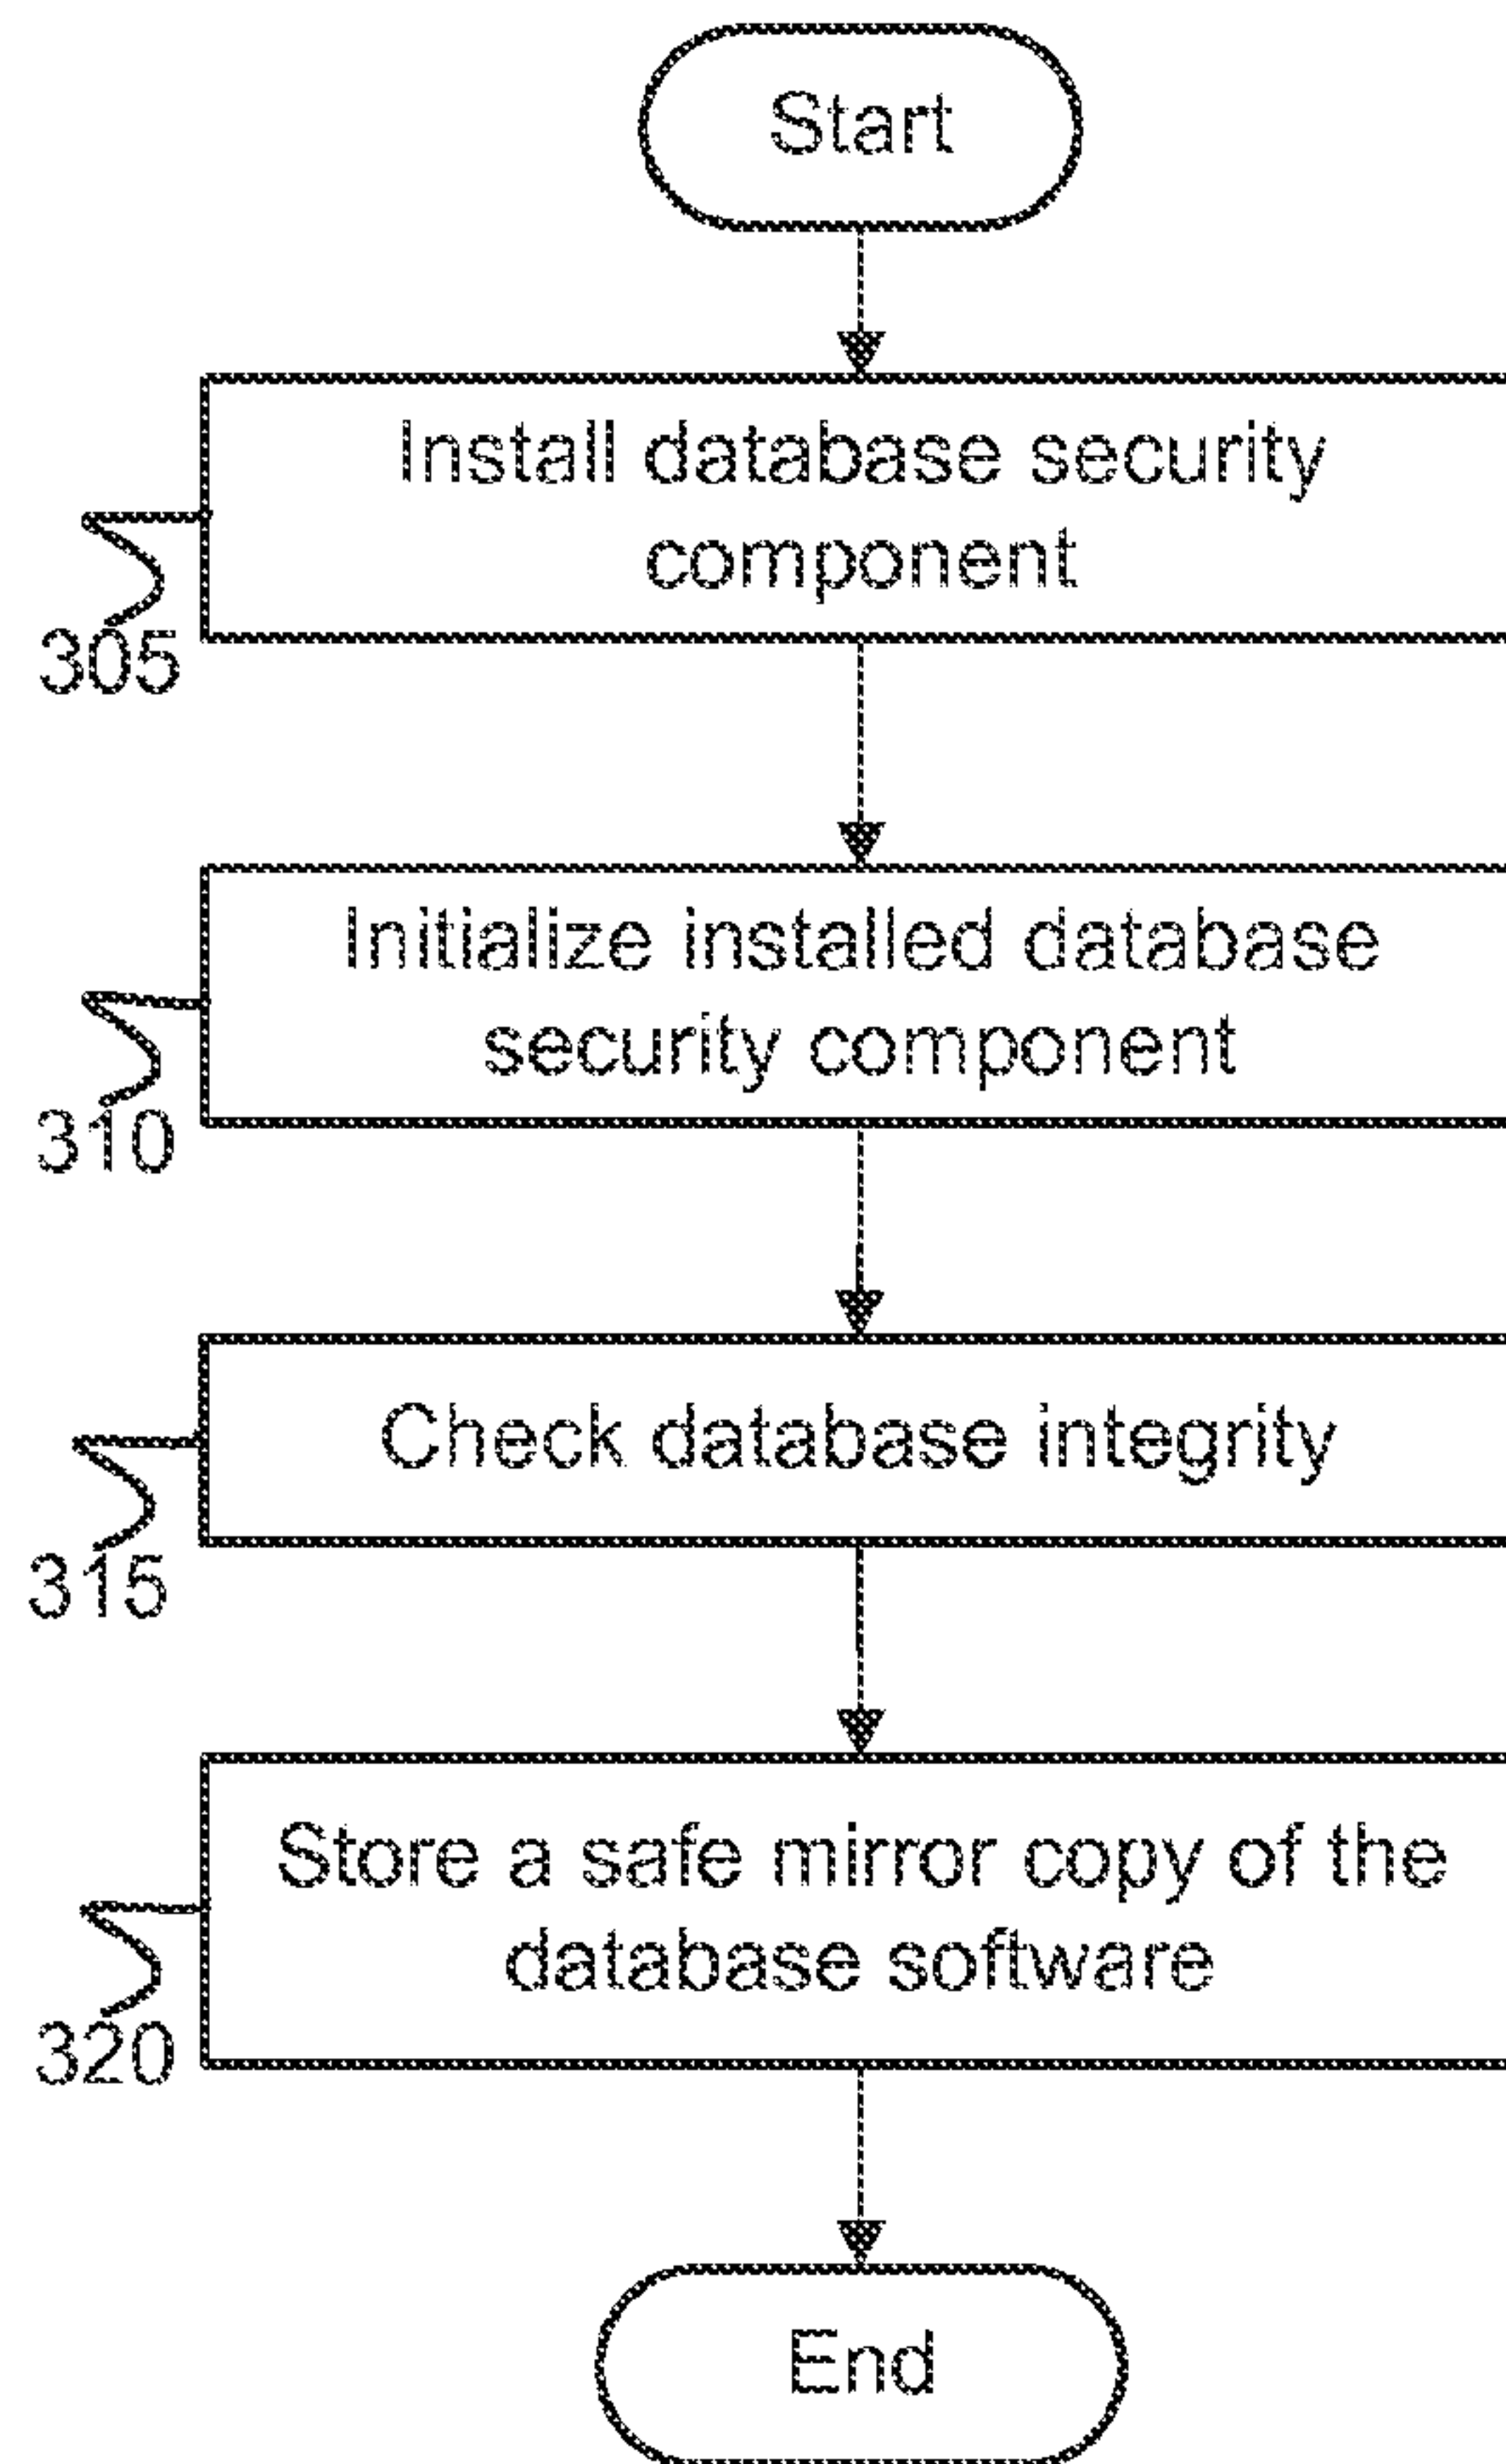 Start
Install database security
component
305
Initialize installed database
security component
310
Check database integrity
315
Store a safe mirror copy of the
database software
320
End